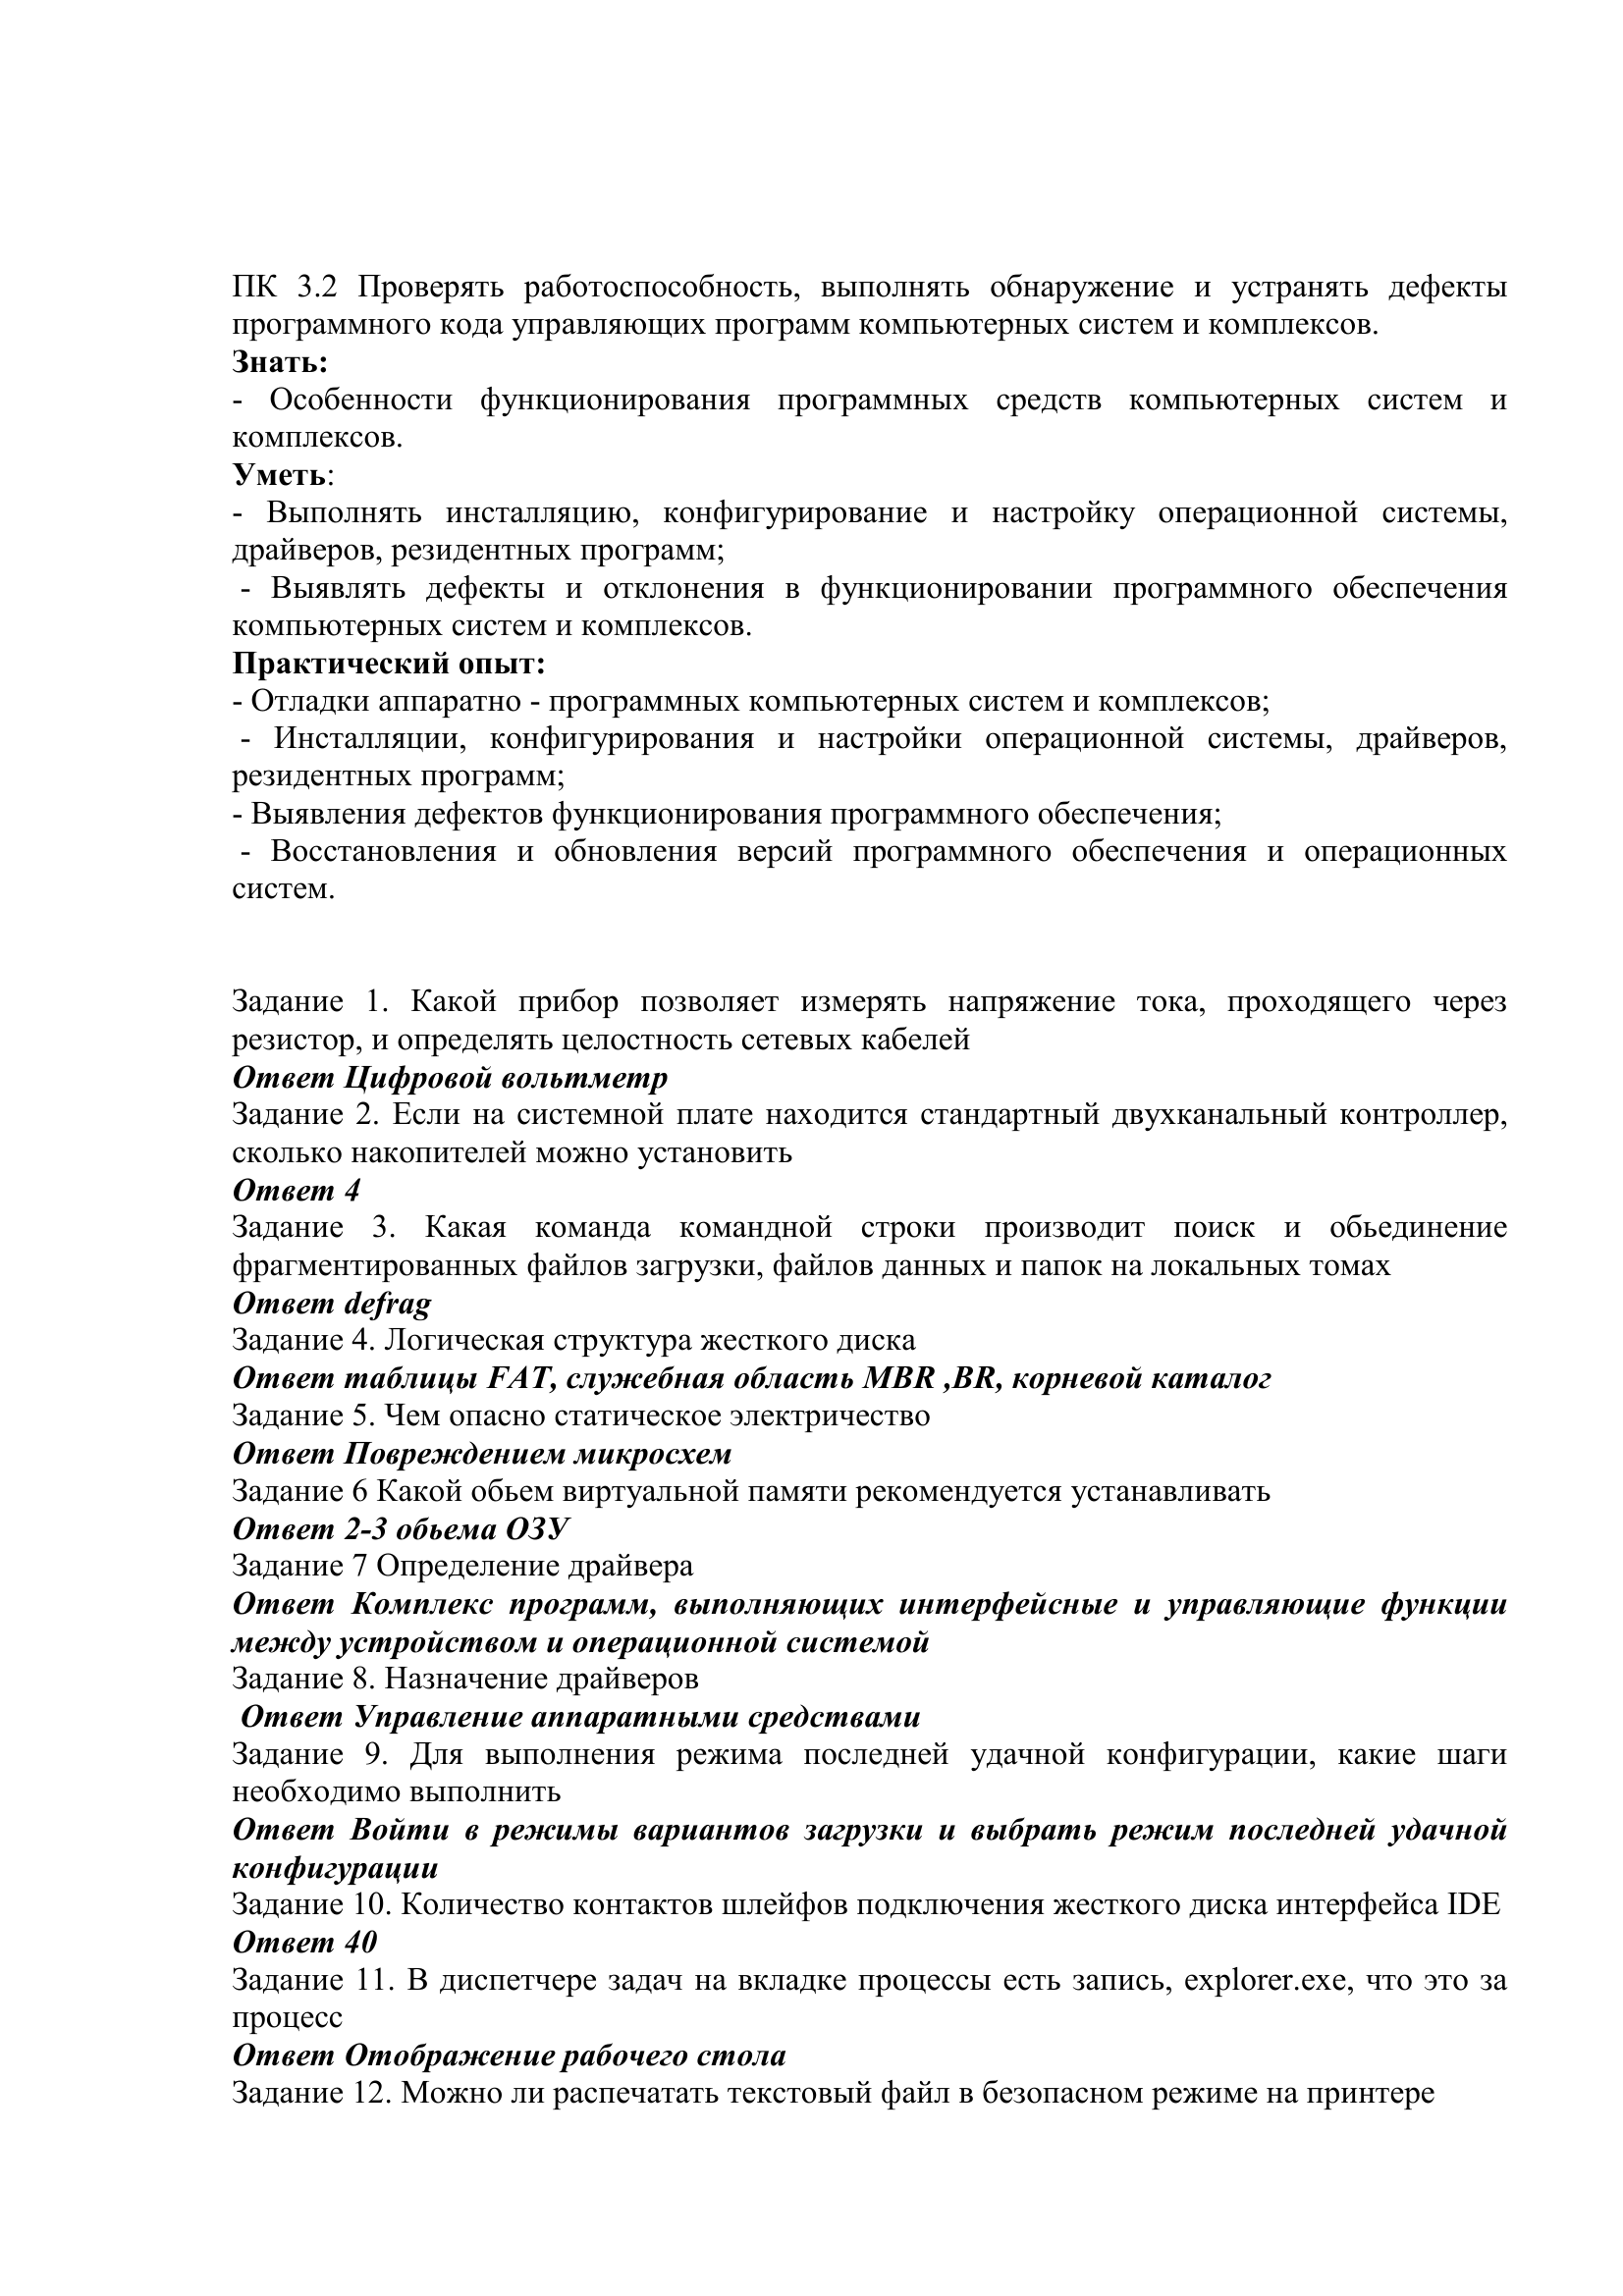 ПК 3.2 Проверять работоспособность, выполнять обнаружение и устранять дефекты
программного кода управляющих программ компьютерных систем и комплексов.
Знать:
- Особенности функционирования программных средств компьютерных систем и
комплексов.
Уметь:
- Выполнять инсталляцию, конфигурирование и настройку операционной системы,
драйверов, резидентных программ;
- Выявлять дефекты и отклонения в функционировании программного обеспечения
компьютерных систем и комплексов.
Практический опыт:
- Отладки аппаратно - программных компьютерных систем и комплексов;
- Инсталляции, конфигурирования и настройки операционной системы, драйверов,
резидентных программ;
- Выявления дефектов функционирования программного обеспечения;
- Восстановления и обновления версий программного обеспечения и операционных
систем.
Задание 1. Какой прибор позволяет измерять напряжение тока, проходящего через
резистор, и определять целостность сетевых кабелей
Ответ Цифровой вольтметр
Задание 2. Если на системной плате находится стандартный двухканальный контроллер,
сколько накопителей можно установить
Ответ 4
Задание 3. Какая команда командной строки производит поиск и обьединение
фрагментированных файлов загрузки, файлов данных и папок на локальных томах
Ответ defrag
Задание 4. Логическая структура жесткого диска
Ответ таблицы FAT, служебная область MBR ,BR, корневой каталог
Задание 5. Чем опасно статическое электричество
Ответ Повреждением микросхем
Задание 6 Какой обьем виртуальной памяти рекомендуется устанавливать
Ответ 2-3 обьема ОЗУ
Задание 7 Определение драйвера
Ответ Комплекс программ, выполняющих интерфейсные и управляющие функции
между устройством и операционной системой
Задание 8. Назначение драйверов
Ответ Управление аппаратными средствами
Задание 9. Для выполнения режима последней удачной конфигурации, какие шаги
необходимо выполнить
Ответ Войти в режимы вариантов загрузки и выбрать режим последней удачной
конфигурации
Задание 10. Количество контактов шлейфов подключения жесткого диска интерфейса IDE
Ответ 40
Задание 11. В диспетчере задач на вкладке процессы есть запись, explorer.exe, что это за
процесс
Ответ Отображение рабочего стола
Задание 12. Можно ли распечатать текстовый файл в безопасном режиме на принтере